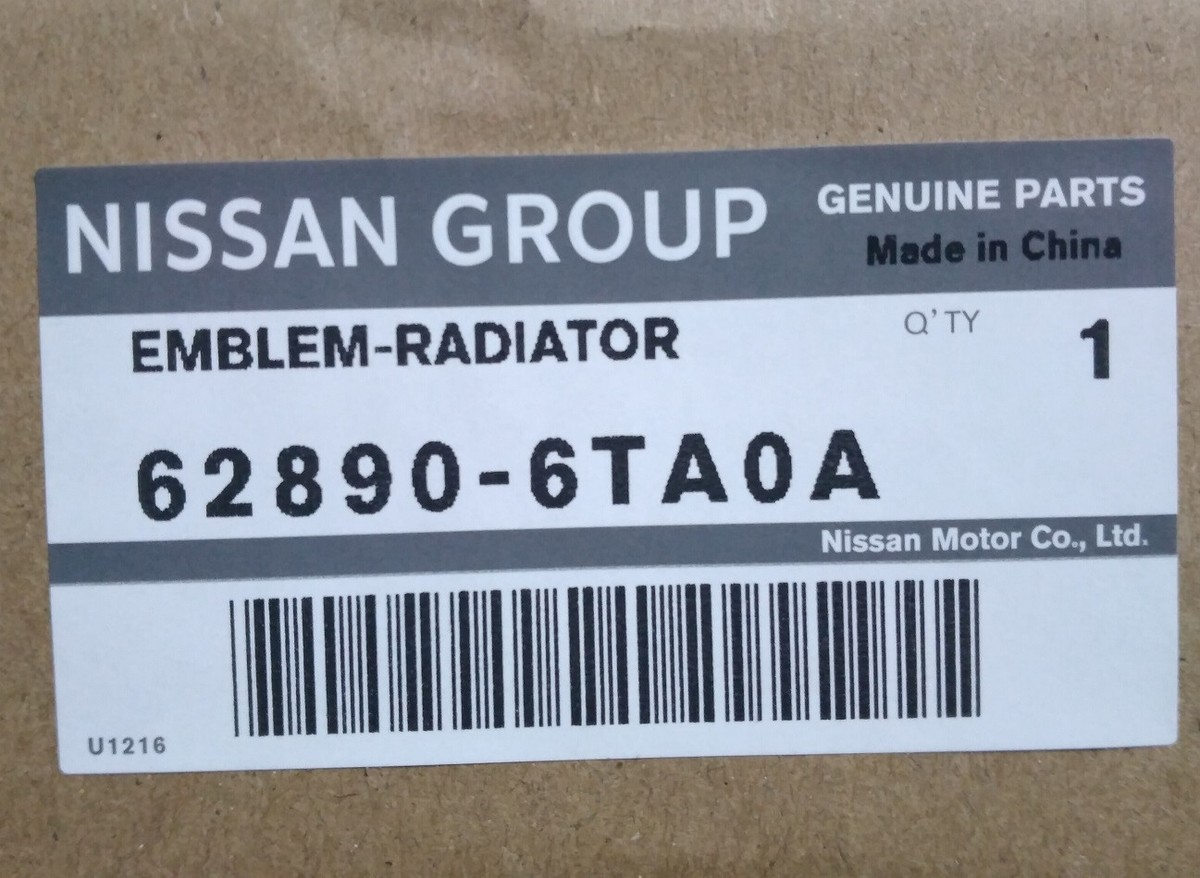 NISSAN GROUP
GENUINE PARTS
Made in China
EMBLEM-RADIATOR
Q'TY 1
62890-6TA0A
Nissan Motor Co., Ltd.
U1216